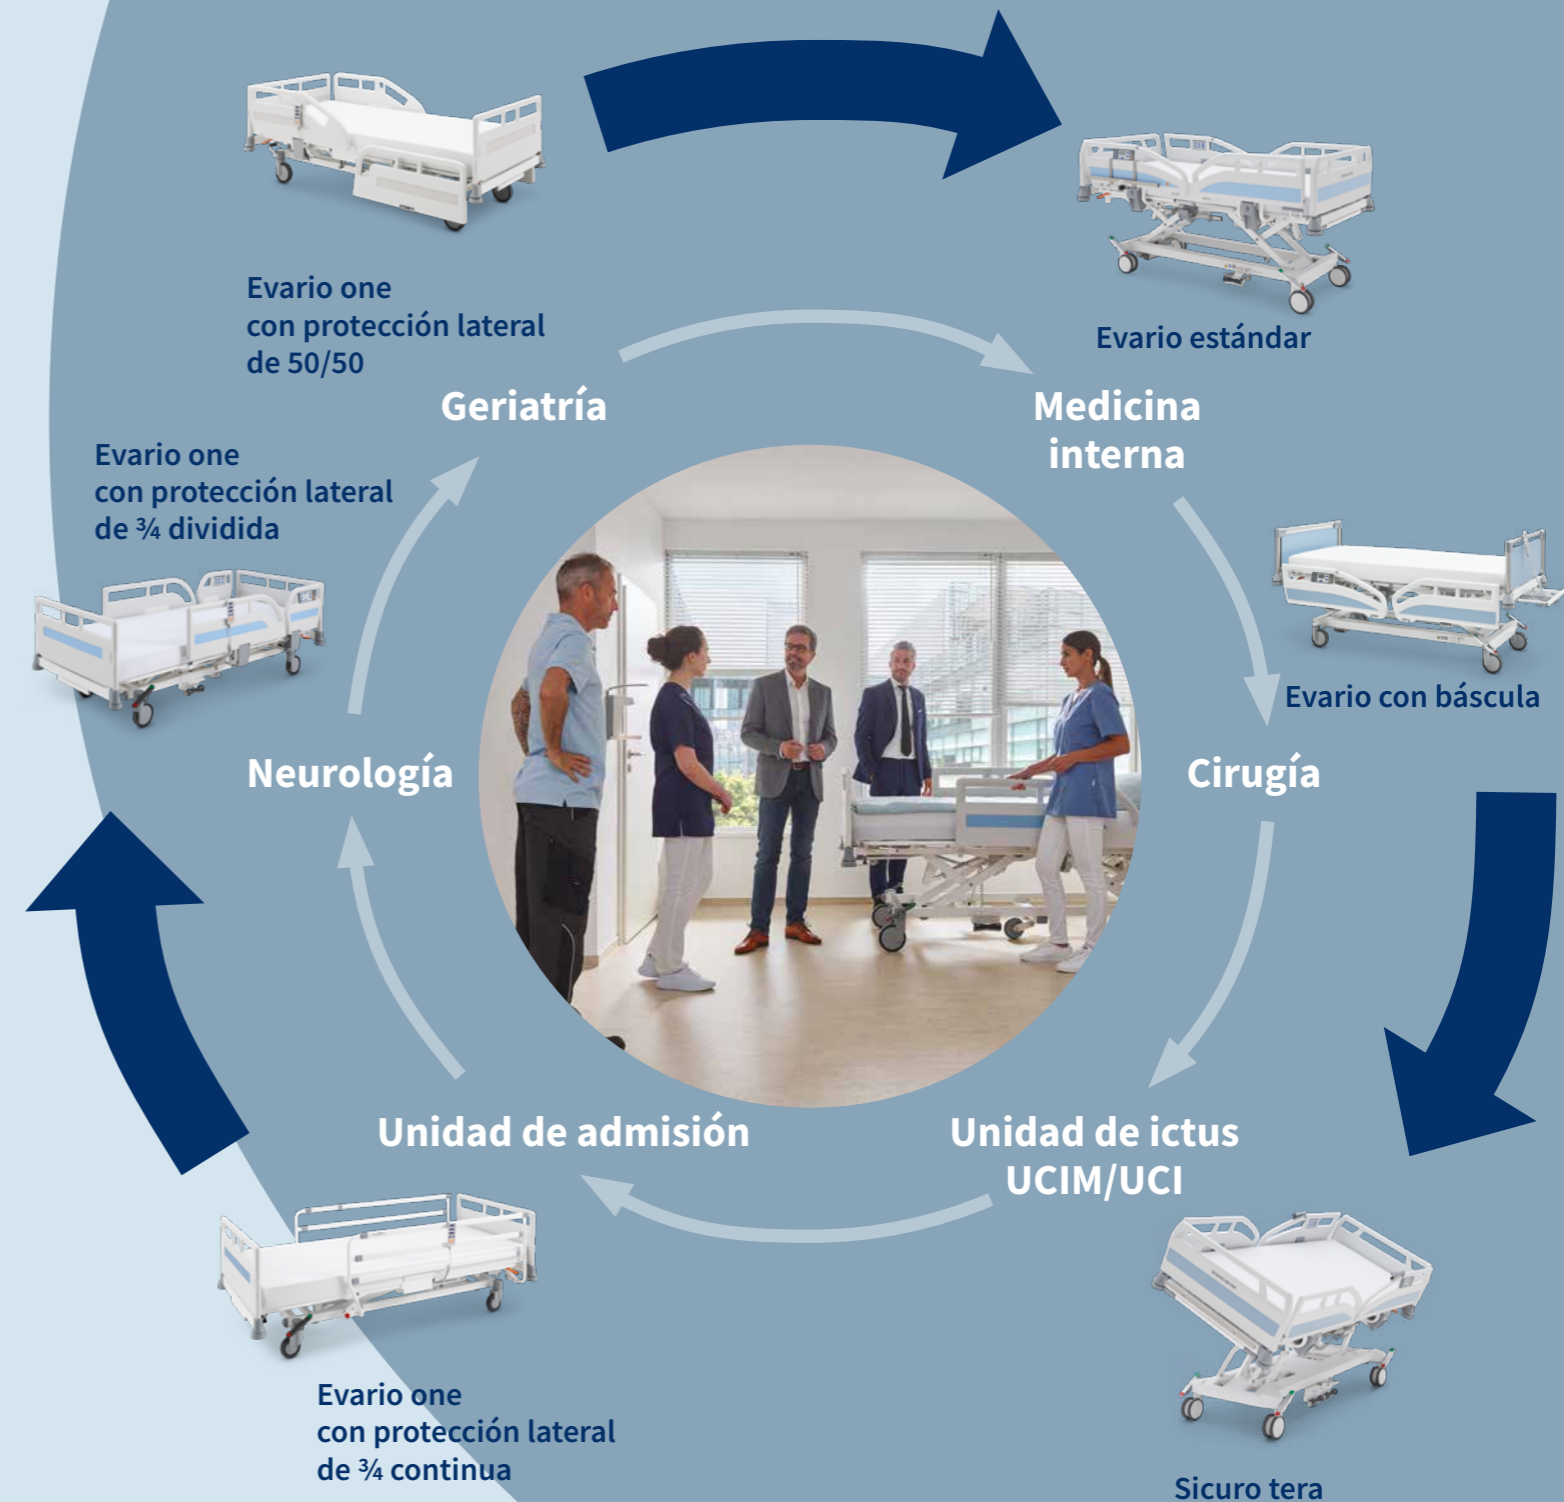 Evario one
con protección lateral
de 50/50
Evario estándar
Geriatría
Medicina
interna
Evario one
con protección lateral
de ¾ dividida
Evario con báscula
Neurología
Cirugía
Unidad de admisión
Unidad de ictus
UCIM/UCI
Evario one
con protección lateral
de ¾ continua
Sicuro tera